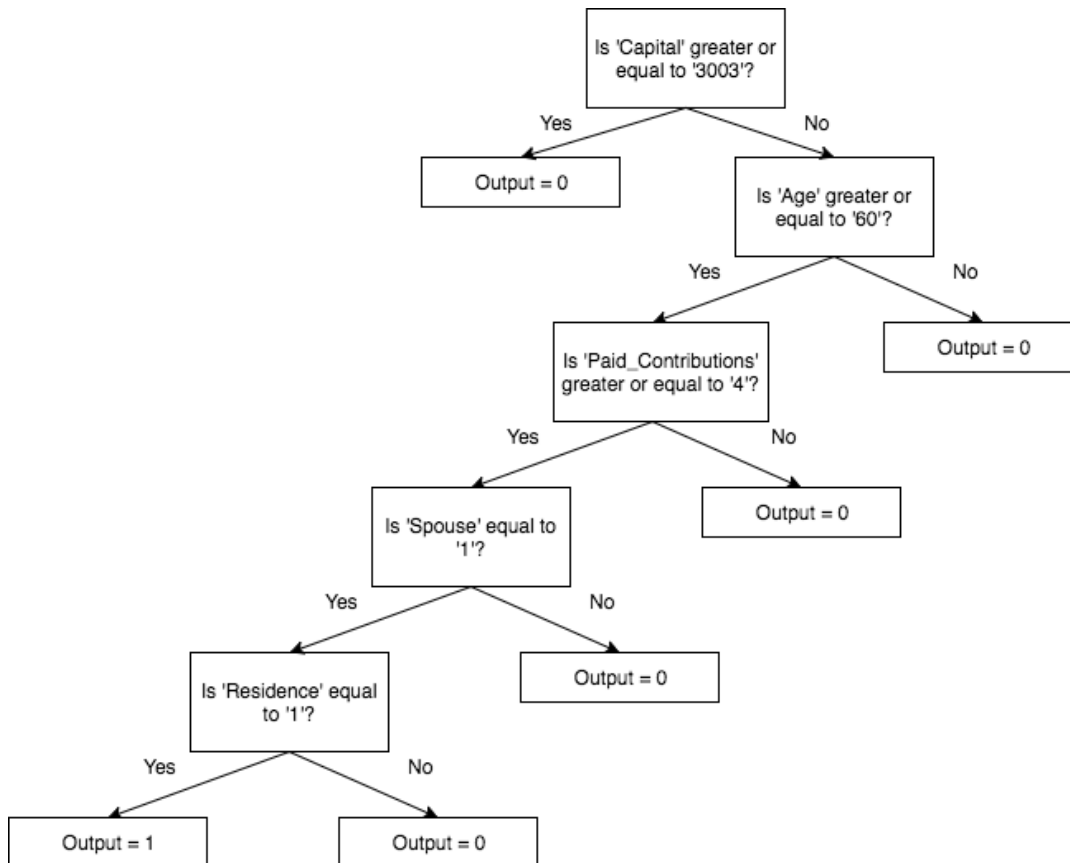 Is 'Capital' greater or
equal to '3003'?
Yes
No
Output = 0
Is 'Age' greater or
equal to '60'?
Yes
No
Is 'Paid_Contributions'
greater or equal to '4'?
Output = 0
Yes
No
Is 'Spouse' equal to
'1'?
Output = 0
Yes
No
Is 'Residence' equal
to '1'?
Output = 0
Yes
No
Output = 1
Output = 0